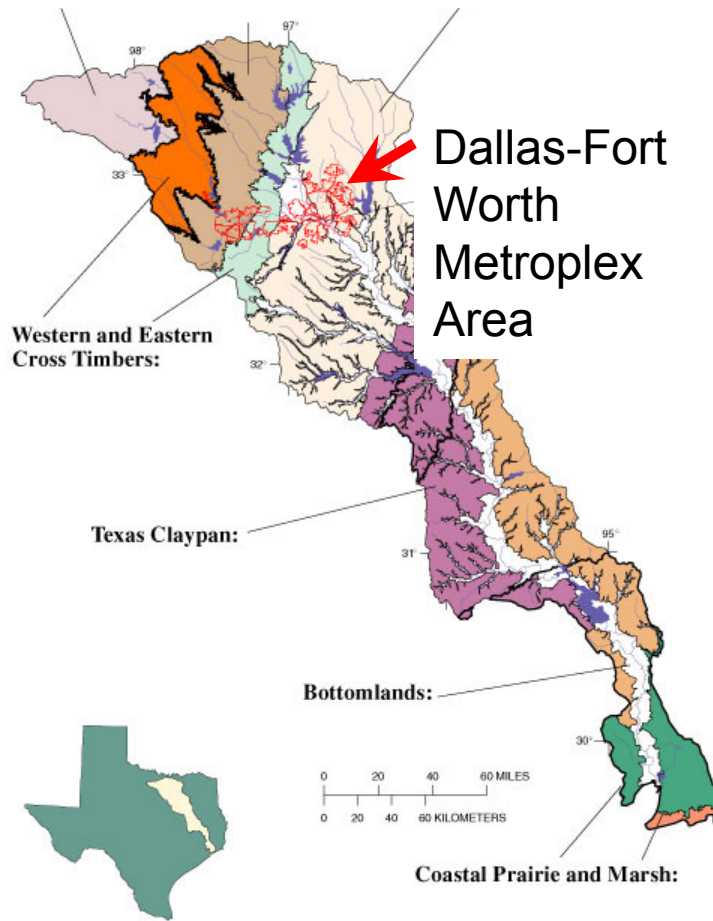 98°
97°
33°
Dallas-Fort
Worth
Metroplex
Area
Western and Eastern
Cross Timbers:
32°
Texas Claypan:
31°
95°
Bottomlands:
30°
0 20 40 60 MILES
0 20 40 60 KILOMETERS
Coastal Prairie and Marsh: